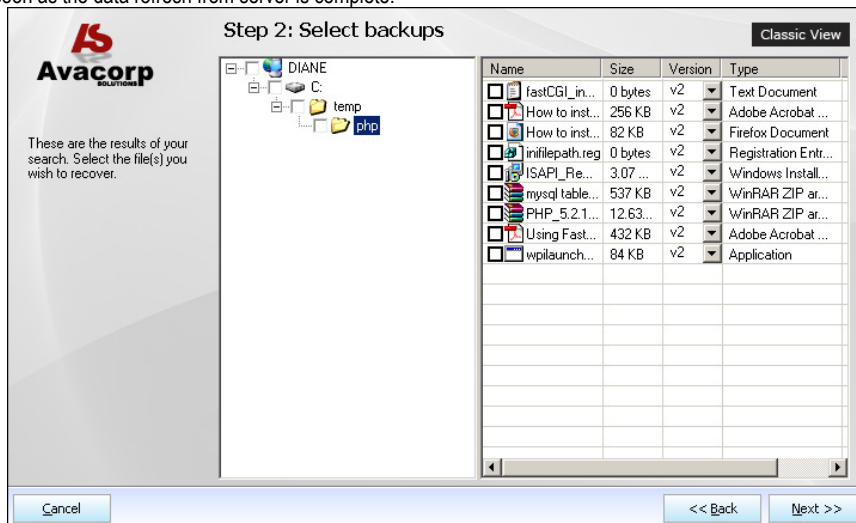 soon as the data refresh from server is complete.
Step 2: Select backups
Classic View
AS
Avacorp
SOLUTIONS
These are the results of your
search. Select the file(s) you
wish to recover.
DIANE
C:
temp
php
Name Size Version Type
fastCGI_in... 0 bytes v2 Text Document
How to inst... 256 KB v2 Adobe Acrobat ...
How to inst... 82 KB v2 Firefox Document
inifilepath.reg 0 bytes v2 Registration Entr...
ISAPI_Re... 3.07 ... v2 Windows Install...
mysql table... 537 KB v2 WinRAR ZIP ar...
PHP_5.2.1... 12.63... v2 WinRAR ZIP ar...
Using Fast... 432 KB v2 Adobe Acrobat ...
wpilaunch... 84 KB v2 Application
Cancel
<< Back
Next >>